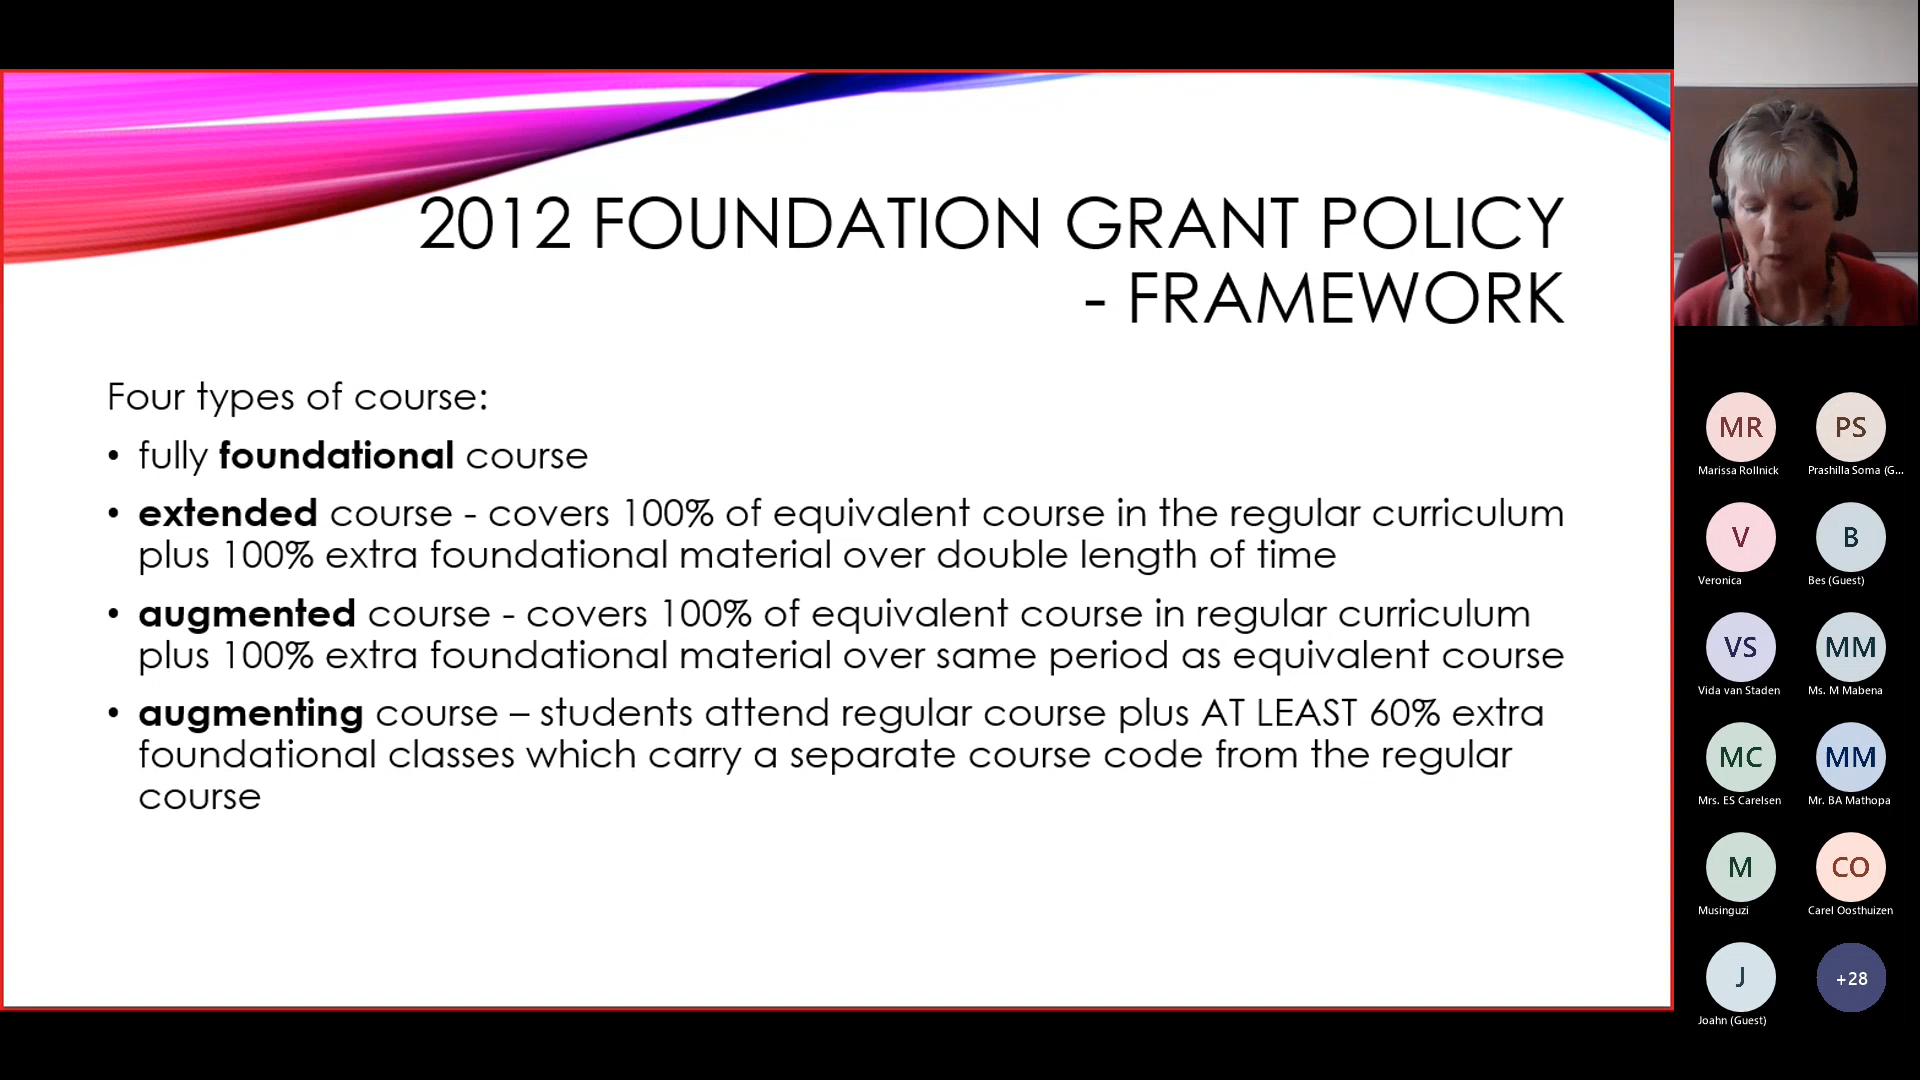 2012 FOUNDATION GRANT POLICY
- FRAMEWORK
Four types of course:
• fully foundational course
• extended course - covers 100% of equivalent course in the regular curriculum
plus 100% extra foundational material over double length of time
• augmented course - covers 100% of equivalent course in regular curriculum
plus 100% extra foundational material over same period as equivalent course
• augmenting course – students attend regular course plus AT LEAST 60% extra
foundational classes which carry a separate course code from the regular
course
MR PS
Marissa Rollnick Prashilla Soma (G...
V B
Veronica Bes (Guest)
VS MM
Vida van Staden Ms. M Mabena
MC MM
Mrs. ES Carelsen Mr. BA Mathopa
M CO
Musinguzi Carel Oosthuizen
J +28
Joahn (Guest)